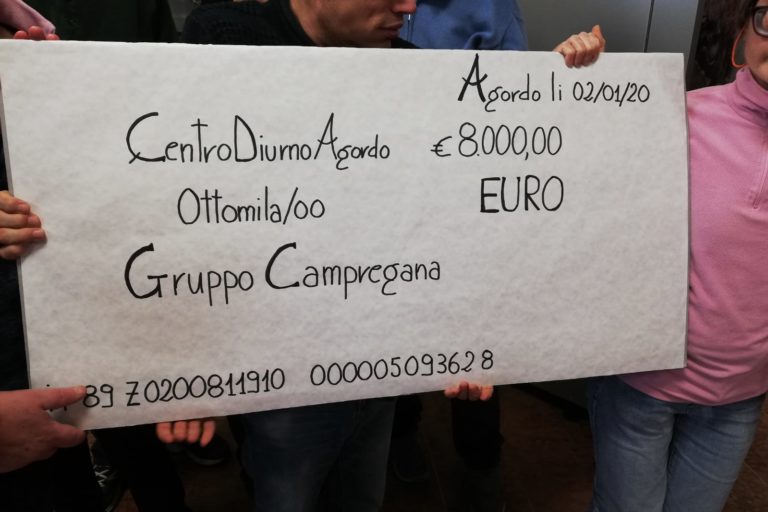 Agordo li 02/01/20
CentroDiurnoAgordo €8.000,00
Ottomila/00 EURO
Gruppo Campregana
89 Z0200811910 000005093628